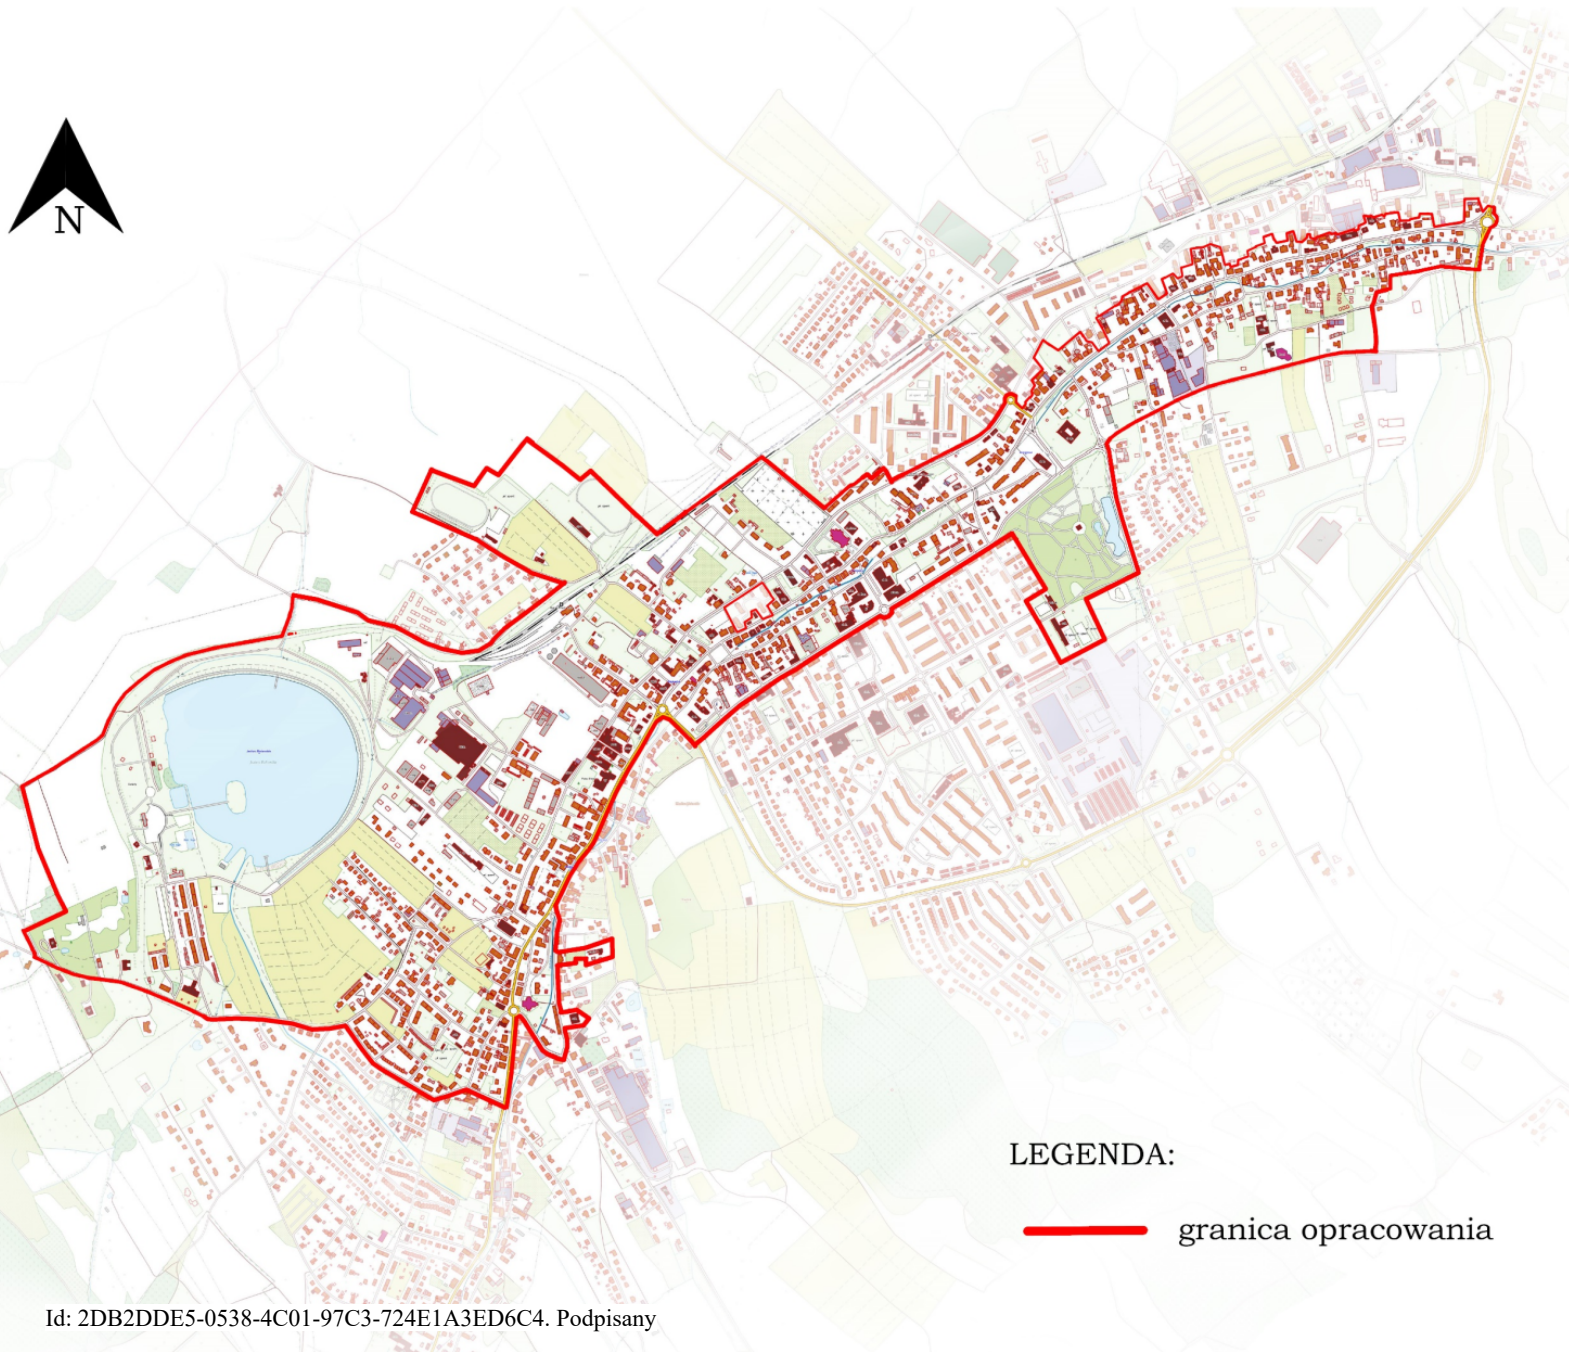 N
LEGENDA:
granica opracowania
Id: 2DB2DDE5-0538-4C01-97C3-724E1A3ED6C4. Podpisany